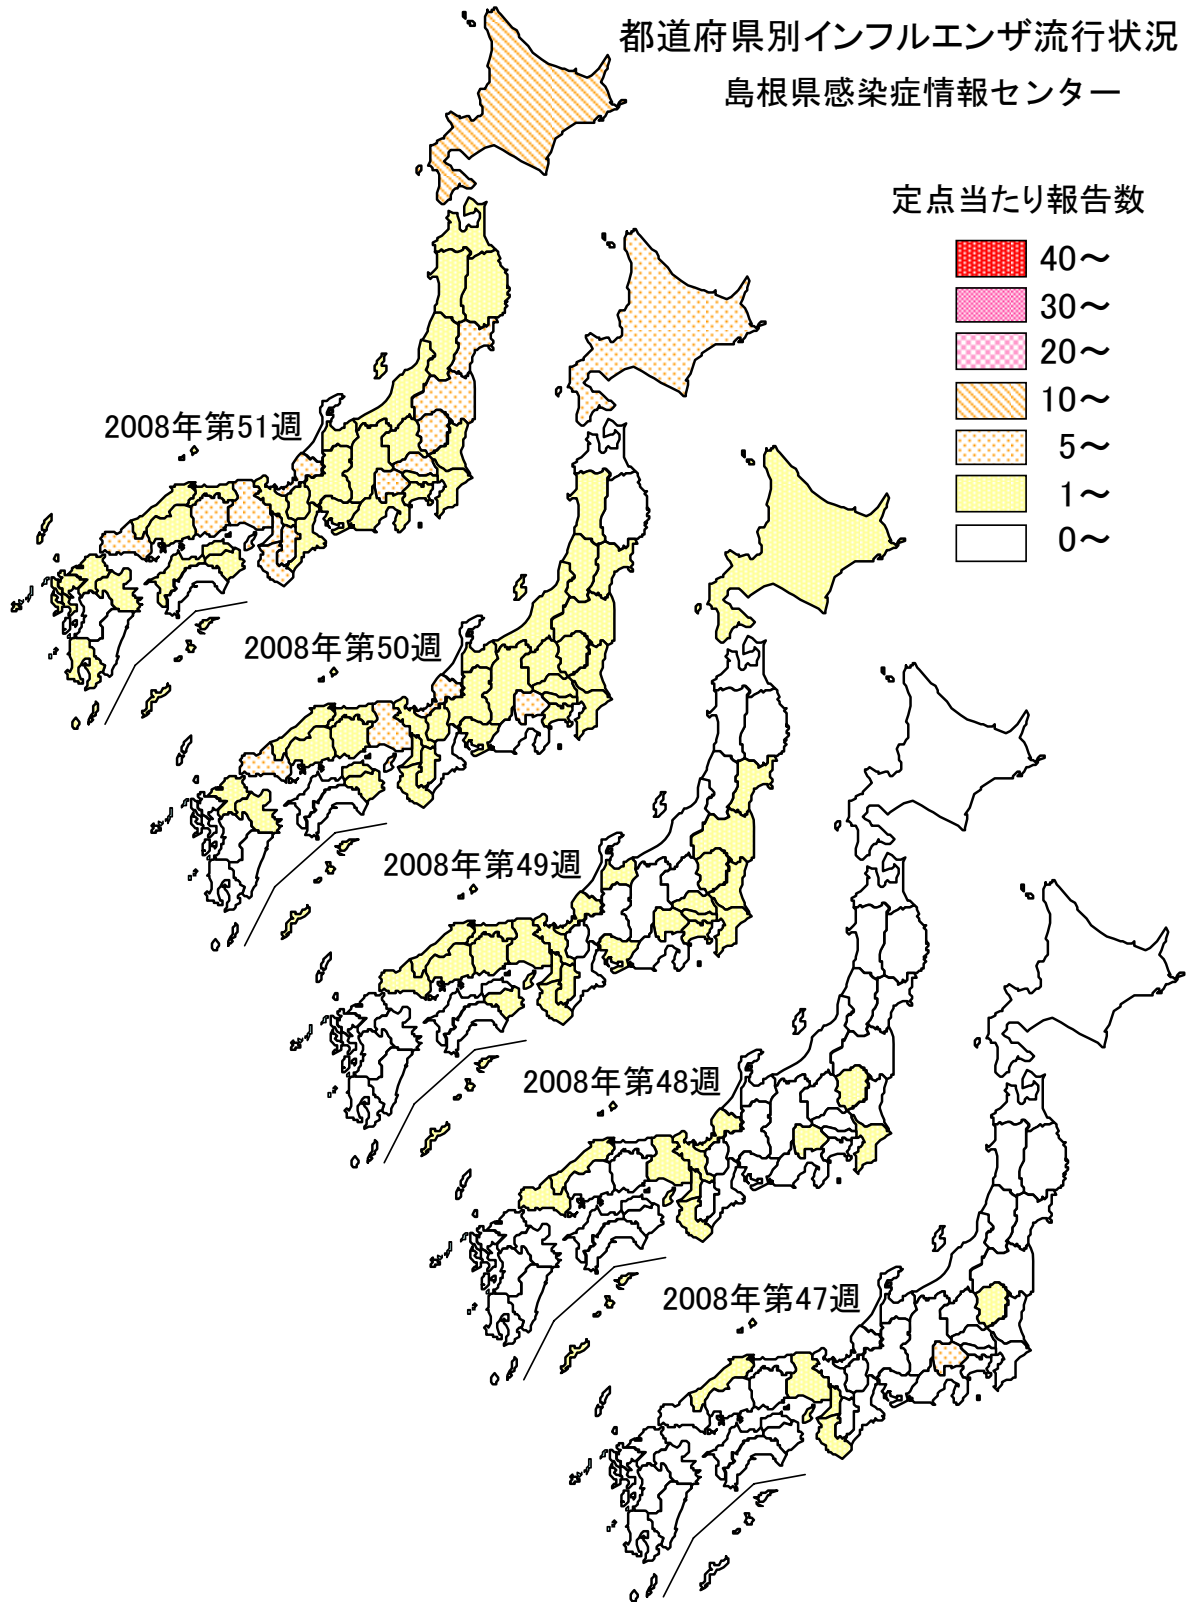 都道府県別インフルエンザ流行状況
島根県感染症情報センター
定点当たり報告数
40～
30～
20～
10～
5～
1～
0～
2008年第51週
2008年第50週
2008年第49週
2008年第48週
2008年第47週